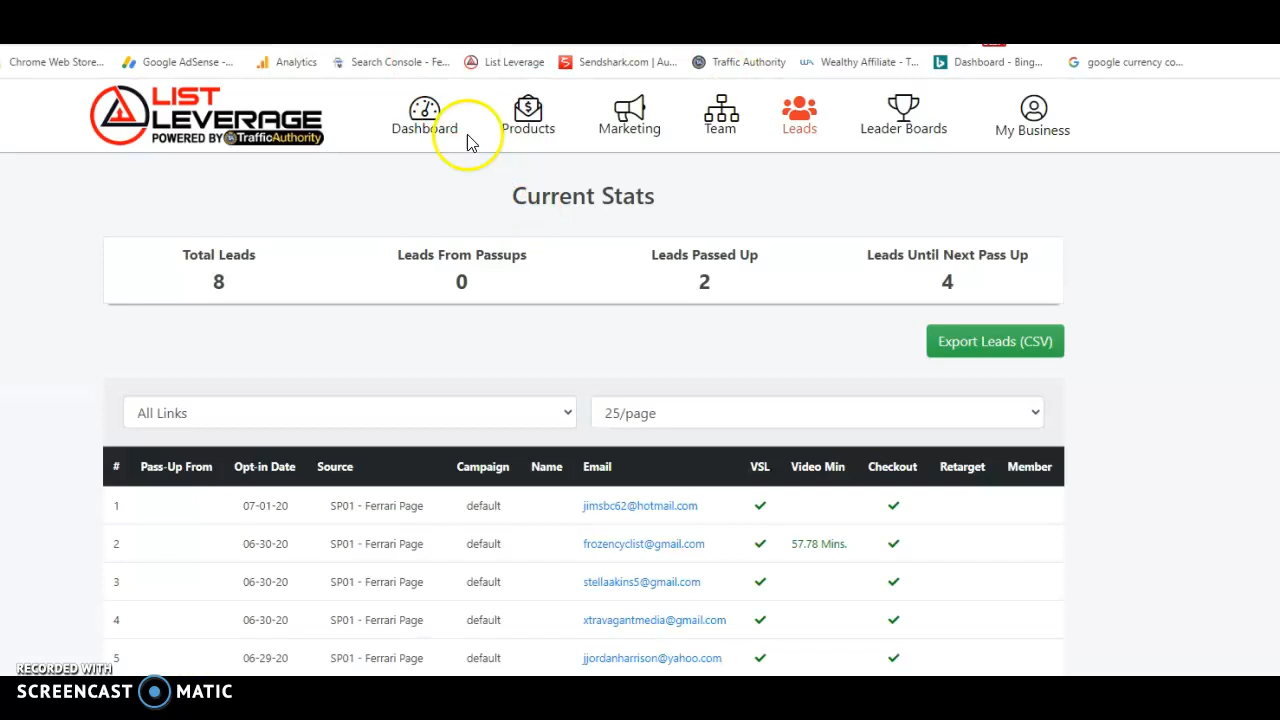 Chrome Web Store... Google AdSense -... Analytics Search Console - Fe... List Leverage Sendshark.com | Au... Traffic Authority Wealthy Affiliate - T... Dashboard - Bing... google currency co...
LIST
LEVERAGE
POWERED BY TrafficAuthority
Dashboard Products Marketing Team Leads Leader Boards My Business
Current Stats
Total Leads Leads From Passups Leads Passed Up Leads Until Next Pass Up
8 0 2 4
Export Leads (CSV)
All Links 25/page
# Pass-Up From Opt-in Date Source Campaign Name Email VSL Video Min Checkout Retarget Member
1 07-01-20 SP01 - Ferrari Page default jimsbc62@hotmail.com
2 06-30-20 SP01 - Ferrari Page default frozencyclist@gmail.com 57.78 Mins.
3 06-30-20 SP01 - Ferrari Page default stellaakins5@gmail.com
4 06-30-20 SP01 - Ferrari Page default xtravagantmedia@gmail.com
5 06-29-20 SP01 - Ferrari Page default jjordanharrison@yahoo.com
RECORDED WITH
SCREENCAST MATIC